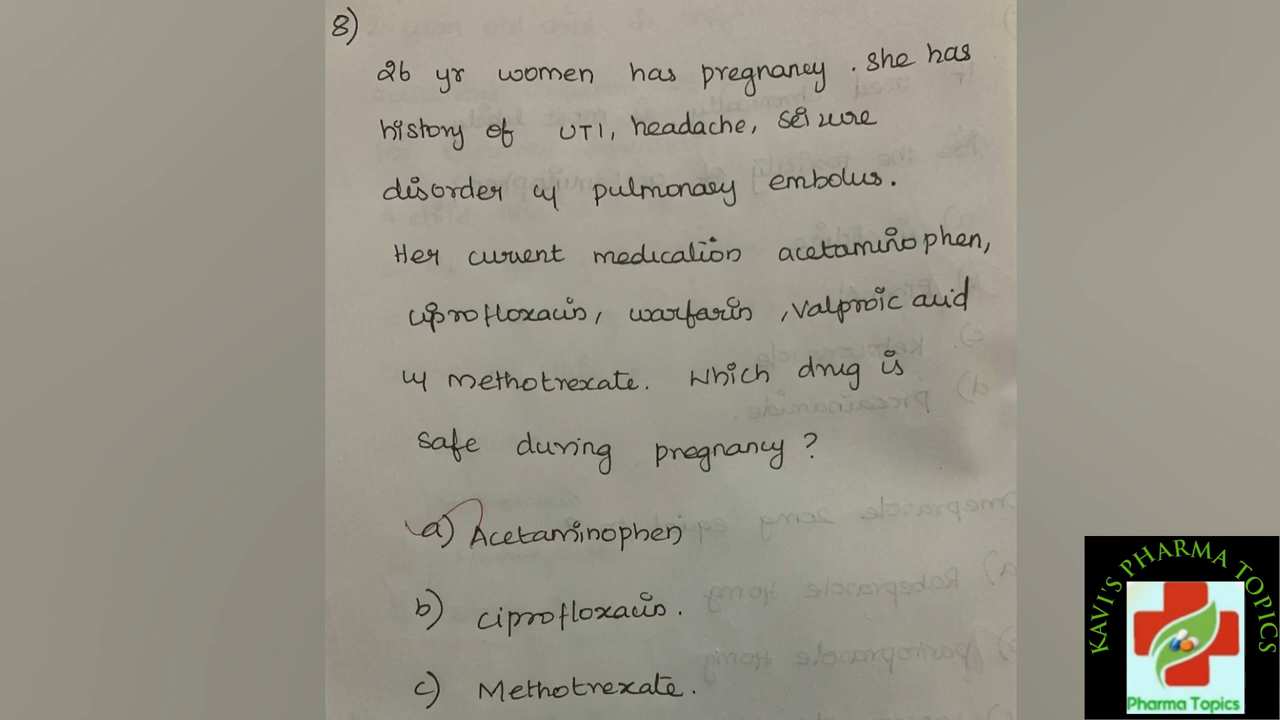 8)
26 yr women has pregnancy. she has
history of UTI, headache, seizure
disorder & pulmonary embolus.
Her current medication acetaminophen,
ciprofloxacin, warfarin, valproic acid
& methotrexate. Which drug is
safe during pregnancy?
a) Acetaminophen
b) ciprofloxacin.
c) Methotrexate.
KAVI'S PHARMA TOPICS
Pharma Topics